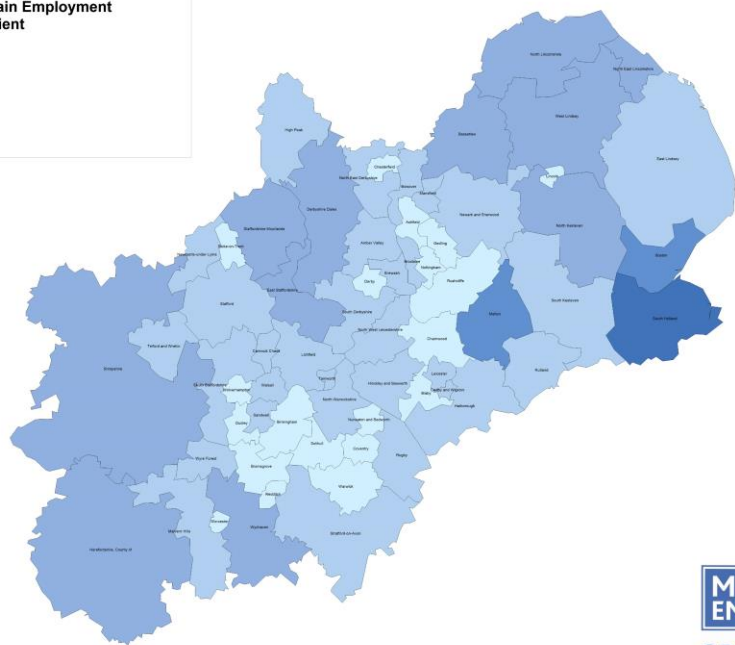 ain Employment
ient
North Lincolnshire
North East Lincolnshire
West Lindsey
Bassetlaw
East Lindsey
High Peak
Chesterfield
North East Derbyshire
Bolsover
Mansfield
Lincoln
Derbyshire Dales
Newark and Sherwood
North Kesteven
Staffordshire Moorlands
Ashfield
Amber Valley
Gedling
Stoke-on-Trent
Newcastle-under-Lyme
Boston
Broxtowe
Nottingham
Erewash
Derby
Rushcliffe
East Staffordshire
South Kesteven
Stafford
South Derbyshire
Melton
South Holland
North West Leicestershire
Charnwood
Telford and Wrekin
Cannock Chase
Lichfield
Shropshire
Rutland
Leicester
Tamworth
Hinckley and Bosworth
South Staffordshire
Walsall
Wolverhampton
Blaby
Oadby and Wigston
Harborough
North Warwickshire
Sandwell
Nuneaton and Bedworth
Dudley
Birmingham
Solihull
Coventry
Rugby
Wyre Forest
Bromsgrove
Warwick
Redditch
Worcester
Malvern Hills
Wychavon
Stratford-on-Avon
Herefordshire, County of
M
EN